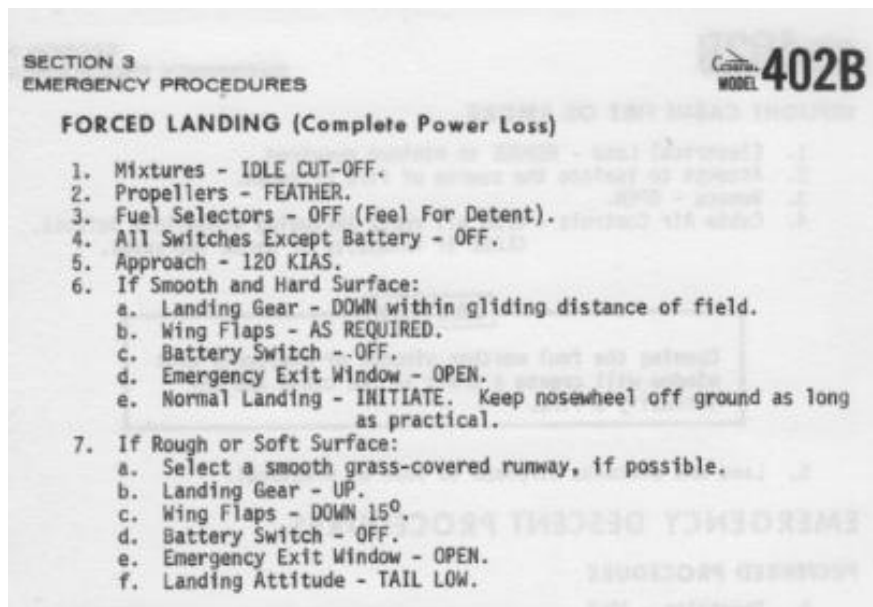 SECTION 3
EMERGENCY PROCEDURES
Cessna
MODEL 402B
FORCED LANDING (Complete Power Loss)
1. Mixtures - IDLE CUT-OFF.
2. Propellers - FEATHER.
3. Fuel Selectors - OFF (Feel For Detent).
4. All Switches Except Battery - OFF.
5. Approach - 120 KIAS.
6. If Smooth and Hard Surface:
a. Landing Gear - DOWN within gliding distance of field.
b. Wing Flaps - AS REQUIRED.
c. Battery Switch - OFF.
d. Emergency Exit Window - OPEN.
e. Normal Landing - INITIATE. Keep nosewheel off ground as long
as practical.
7. If Rough or Soft Surface:
a. Select a smooth grass-covered runway, if possible.
b. Landing Gear - UP.
c. Wing Flaps - DOWN 15⁰.
d. Battery Switch - OFF.
e. Emergency Exit Window - OPEN.
f. Landing Attitude - TAIL LOW.